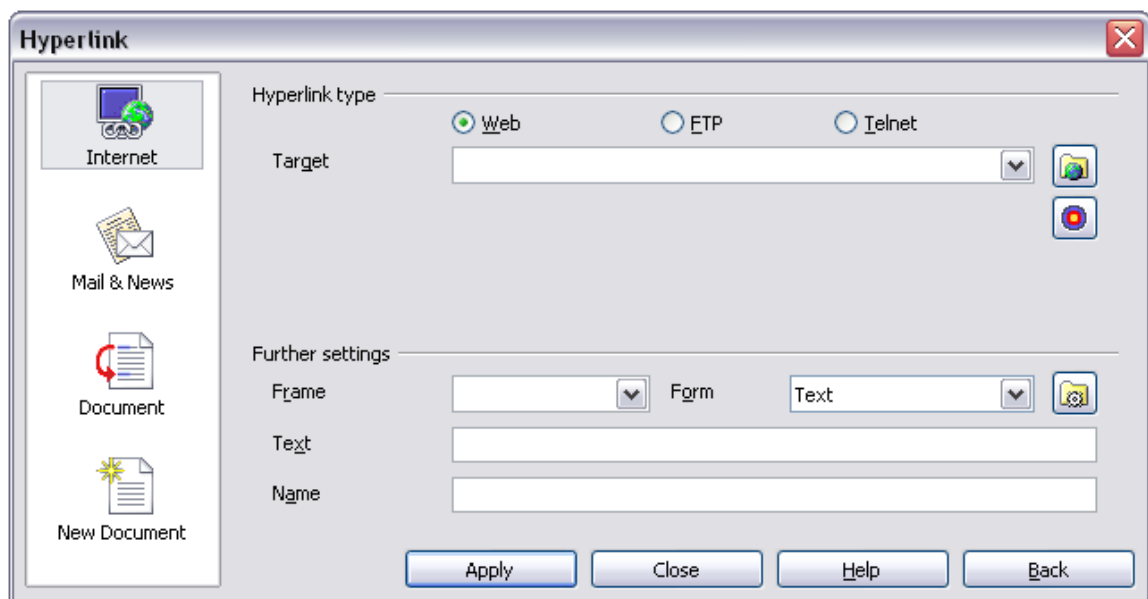 Hyperlink
Internet
Mail & News
Document
New Document
Hyperlink type
Web FTP Telnet
Target
Further settings
Frame Form Text
Text
Name
Apply Close Help Back